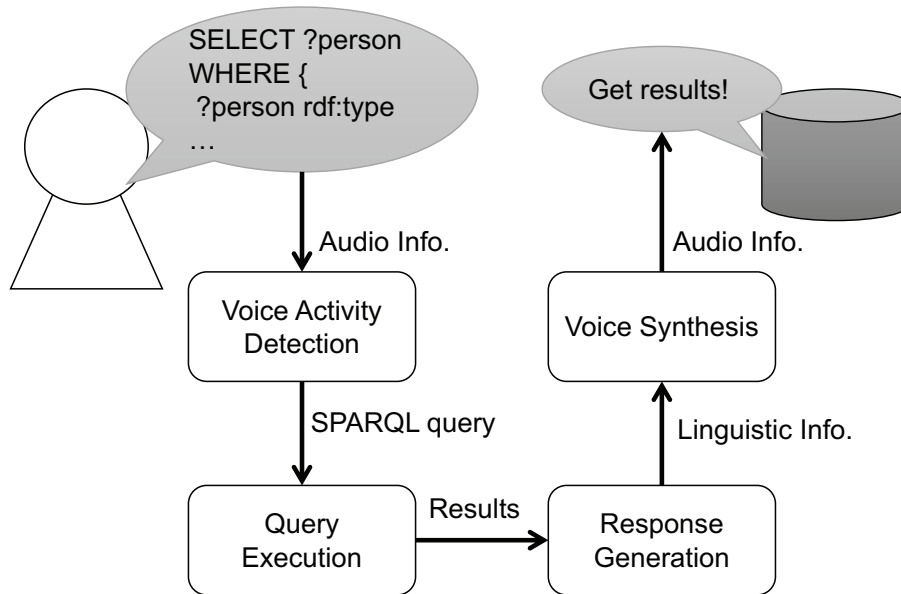 SELECT ?person
WHERE {
?person rdf:type
…
Get results!
Audio Info.
Audio Info.
Voice Activity
Detection
Voice Synthesis
SPARQL query
Linguistic Info.
Query
Execution
Results
Response
Generation